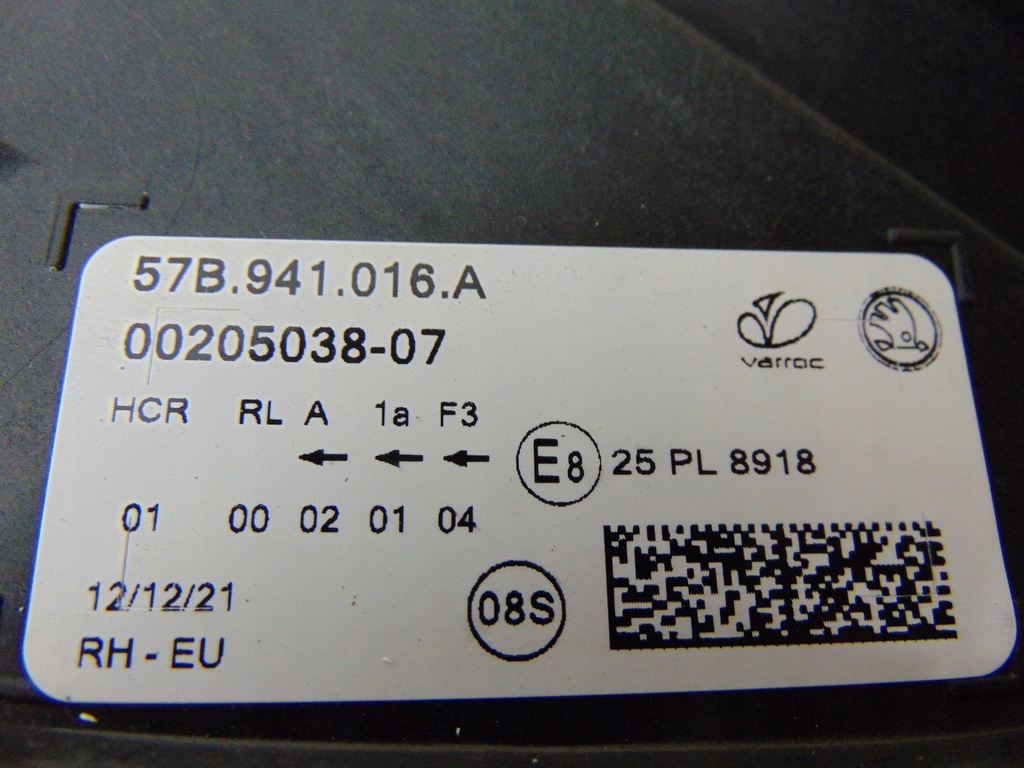 57B.941.016.A
00205038-07
varroc
HCR RL A 1a F3
← ← ←
E8 25 PL 8918
01 00 02 01 04
12/12/21
08S
RH - EU